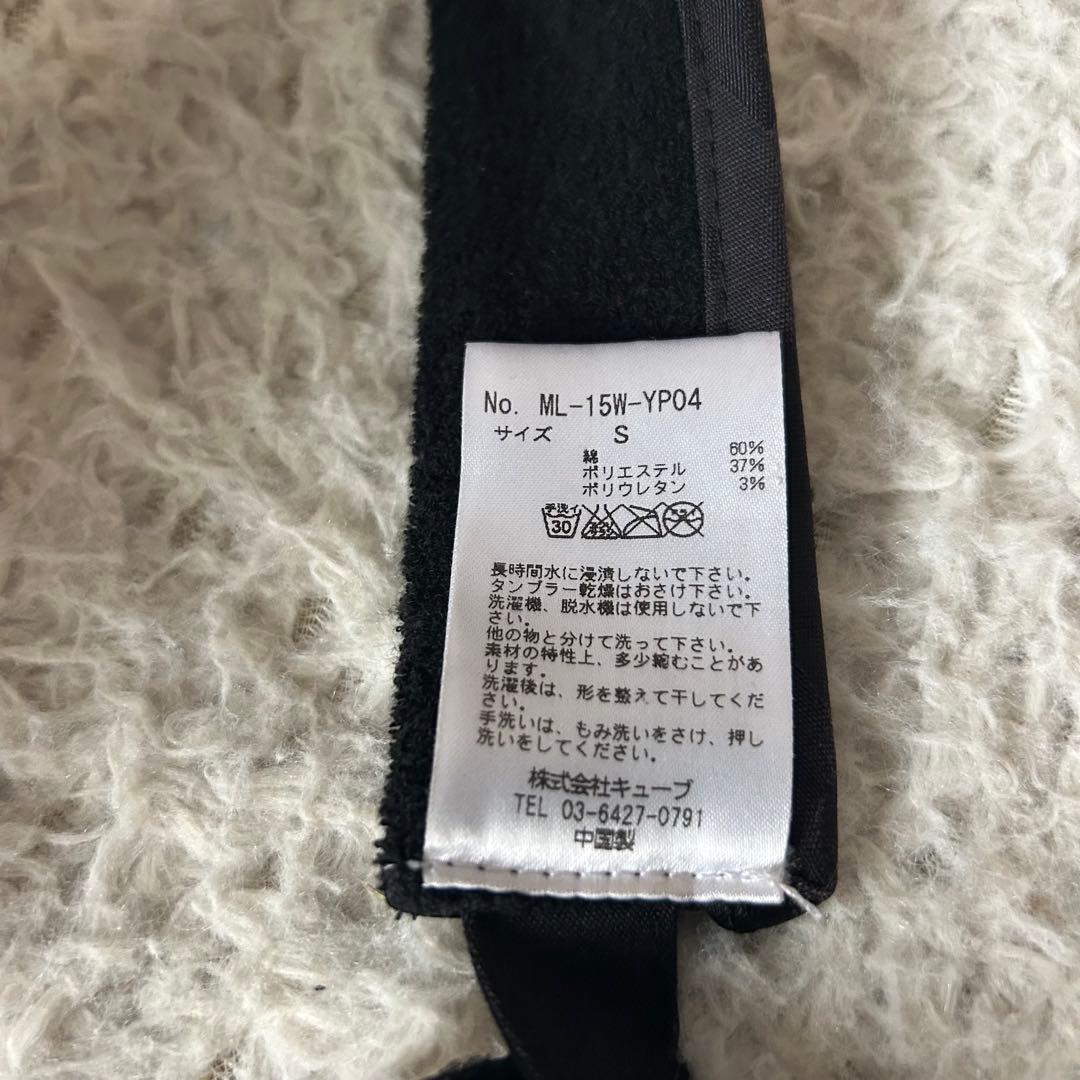 No. ML-15W-YP04
サイズ S
綿 60%
ポリエステル 37%
ポリウレタン 3%
手洗イ
30
長時間水に浸漬しないで下さい。
タンブラー乾燥はおさけ下さい。
洗濯機、脱水機は使用しないで下
さい。
他の物と分けて洗って下さい。
素材の特性上、多少縮むことがあ
ります。
洗濯後は、形を整えて干してくだ
さい。
手洗いは、もみ洗いをさけ、押し
洗いをしてください。
株式会社キューブ
TEL 03-6427-0791
中国製